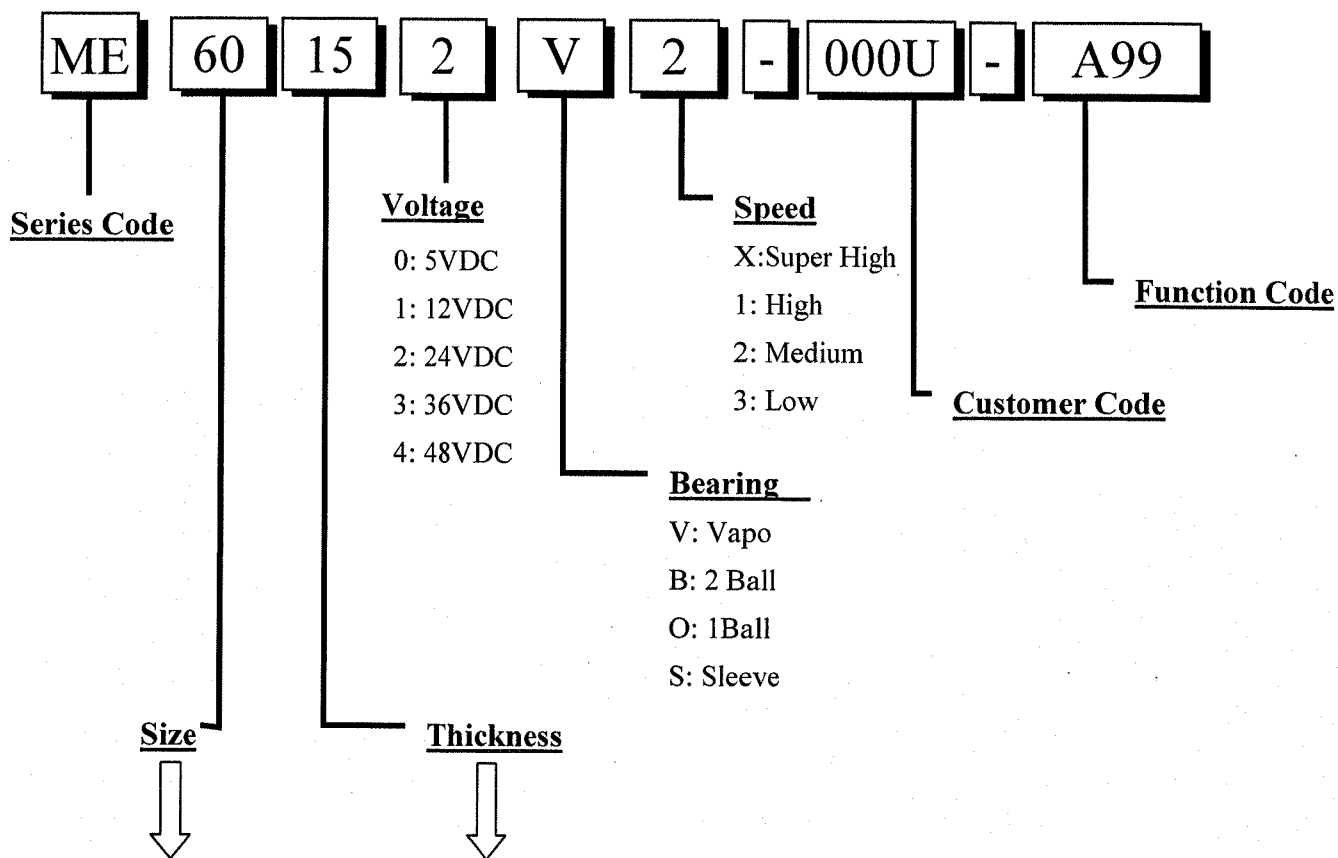 ME 60 15 2 V 2 - 000U - A99
Series Code
Voltage
0: 5VDC
1: 12VDC
2: 24VDC
3: 36VDC
4: 48VDC
Speed
X:Super High
1: High
2: Medium
3: Low
Function Code
Customer Code
Bearing
V: Vapo
B: 2 Ball
O: 1Ball
S: Sleeve
Size
Thickness